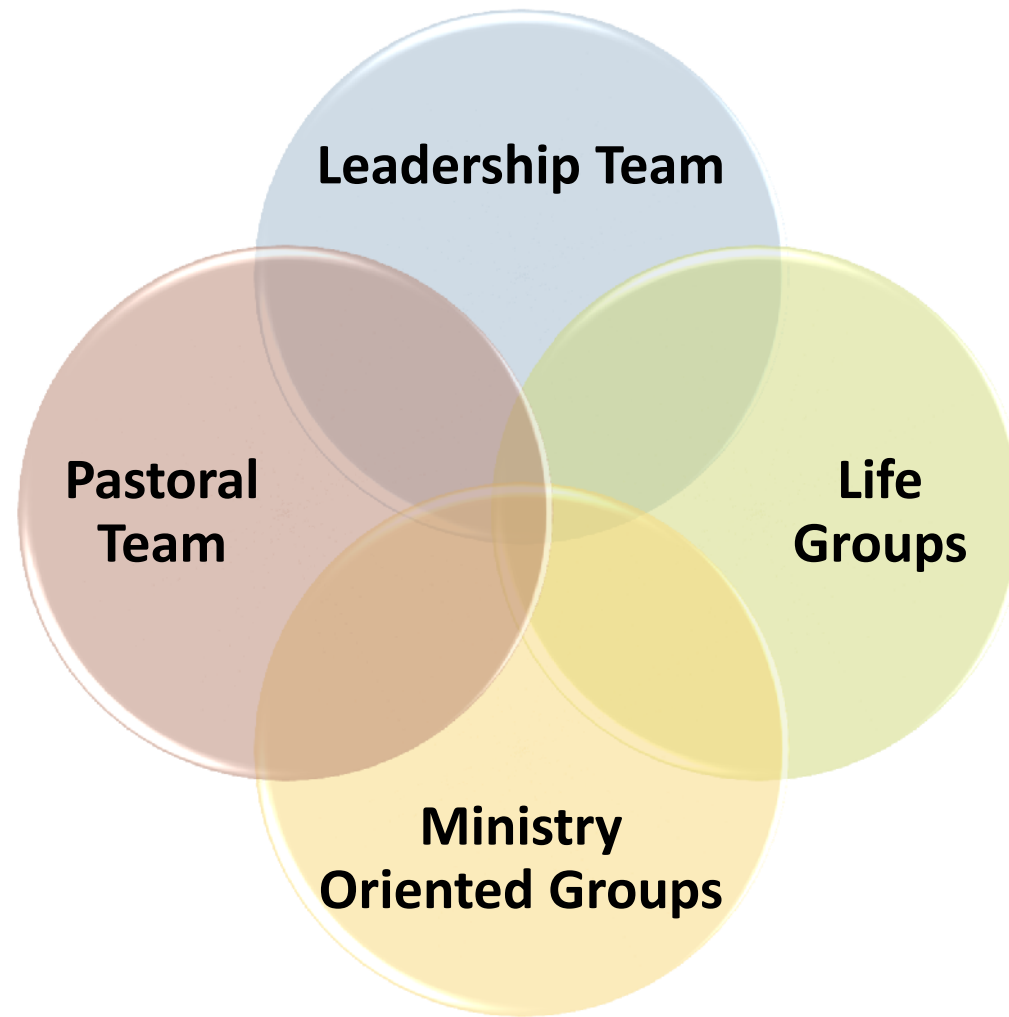 Leadership Team
Pastoral
Team
Life
Groups
Ministry
Oriented Groups